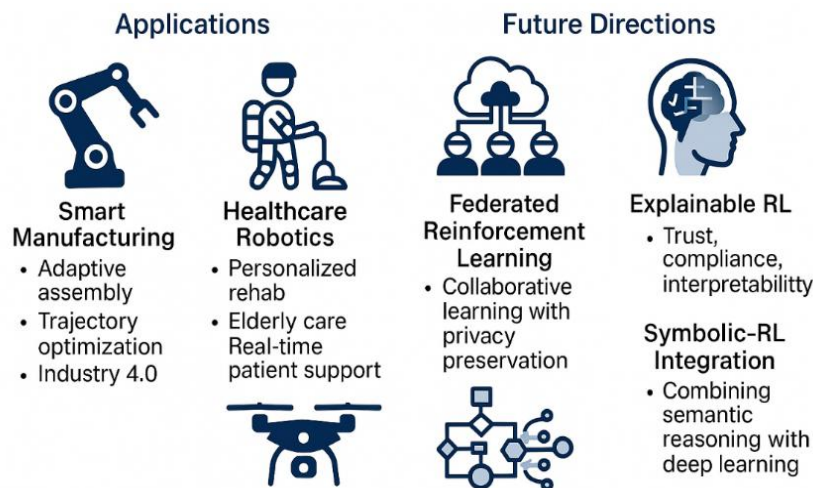 Applications
Smart
Manufacturing
• Adaptive
assembly
• Trajectory
optimization
• Industry 4.0
Healthcare
Robotics
• Personalized
rehab
• Elderly care
Real-time
patient support
Future Directions
Federated
Reinforcement
Learning
• Collaborative
learning with
privacy
preservation
Explainable RL
• Trust,
compliance,
interpretabilitty
Symbolic-RL
Integration
• Combining
semantic
reasoning with
deep learning